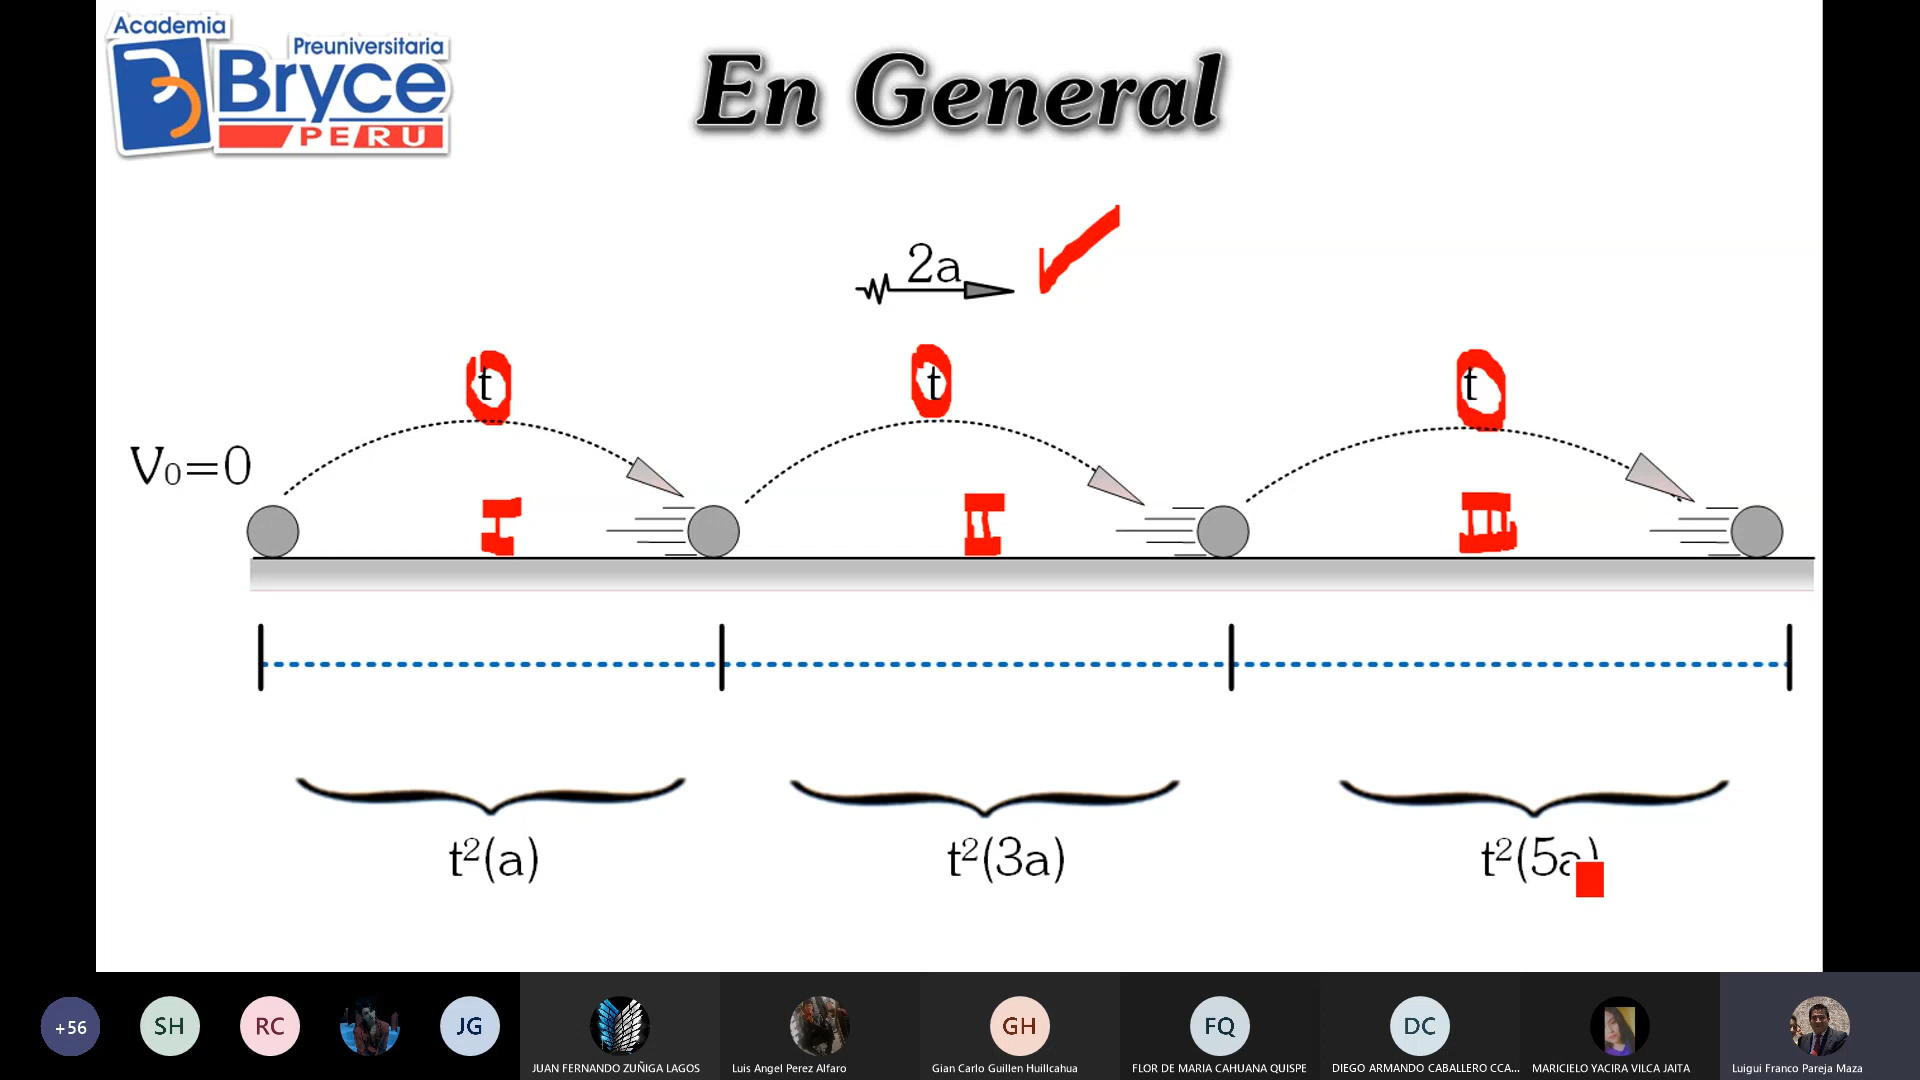 Academia
Preuniversitaria
Bryce
PERU
En General
2a
t
t
t
V₀=0
I
II
III
t²(a)
t²(3a)
t²(5a)
+56
SH
RC
JG
GH
FQ
DC
JUAN FERNANDO ZUÑIGA LAGOS
Luis Angel Perez Alfaro
Gian Carlo Guillen Huillcahua
FLOR DE MARIA CAHUANA QUISPE
DIEGO ARMANDO CABALLERO CCA...
MARICIELO YACIRA VILCA JAITA
Luigui Franco Pareja Maza